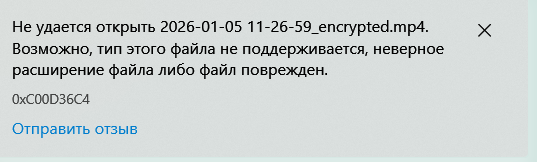 Не удается открыть 2026-01-05 11-26-59_encrypted.mp4.
Возможно, тип этого файла не поддерживается, неверное
расширение файла либо файл поврежден.
0xC00D36C4
Отправить отзыв